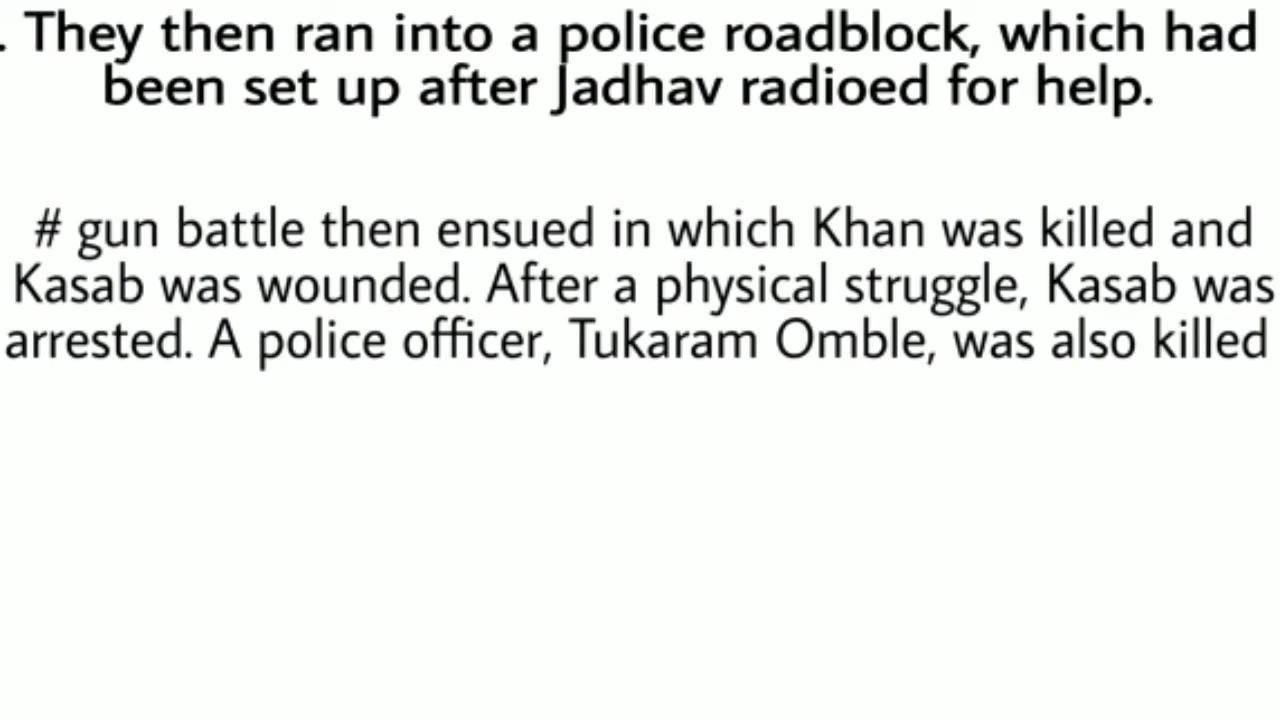 . They then ran into a police roadblock, which had
been set up after Jadhav radioed for help.
# gun battle then ensued in which Khan was killed and
Kasab was wounded. After a physical struggle, Kasab was
arrested. A police officer, Tukaram Omble, was also killed